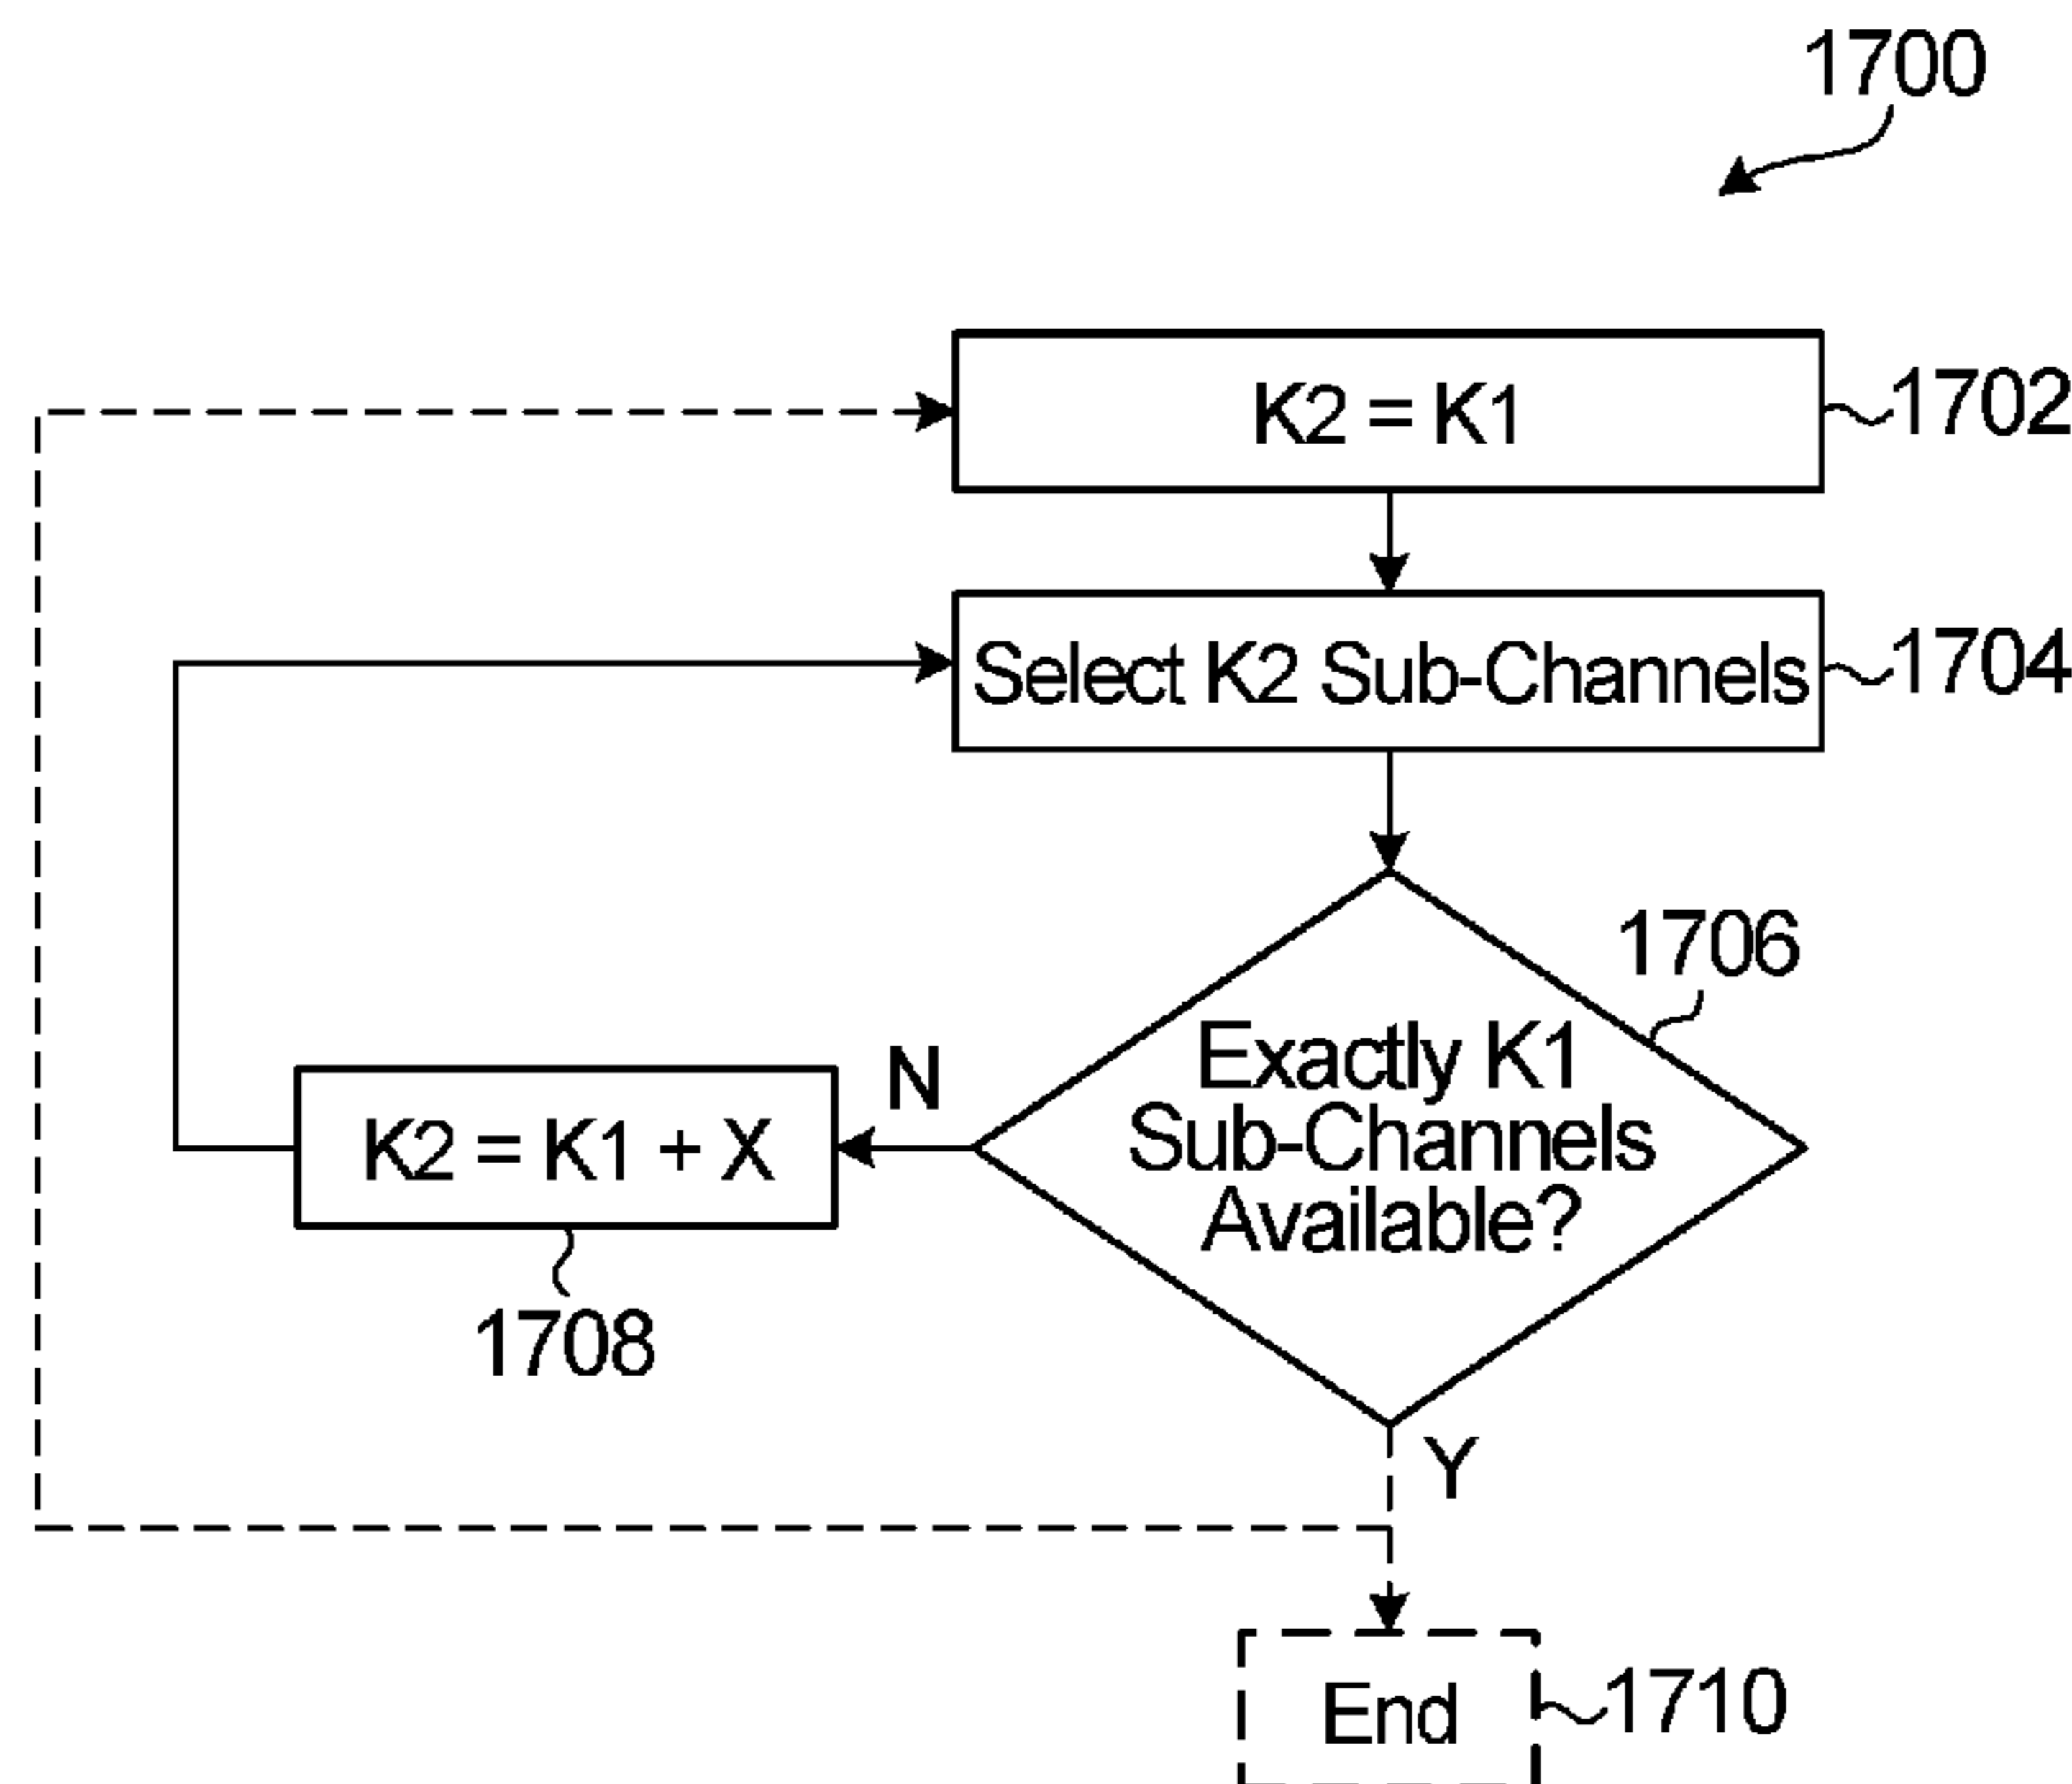 1700
K2 = K1
1702
Select K2 Sub-Channels
1704
1706
Exactly K1
Sub-Channels
Available?
N
K2 = K1 + X
1708
Y
End
1710